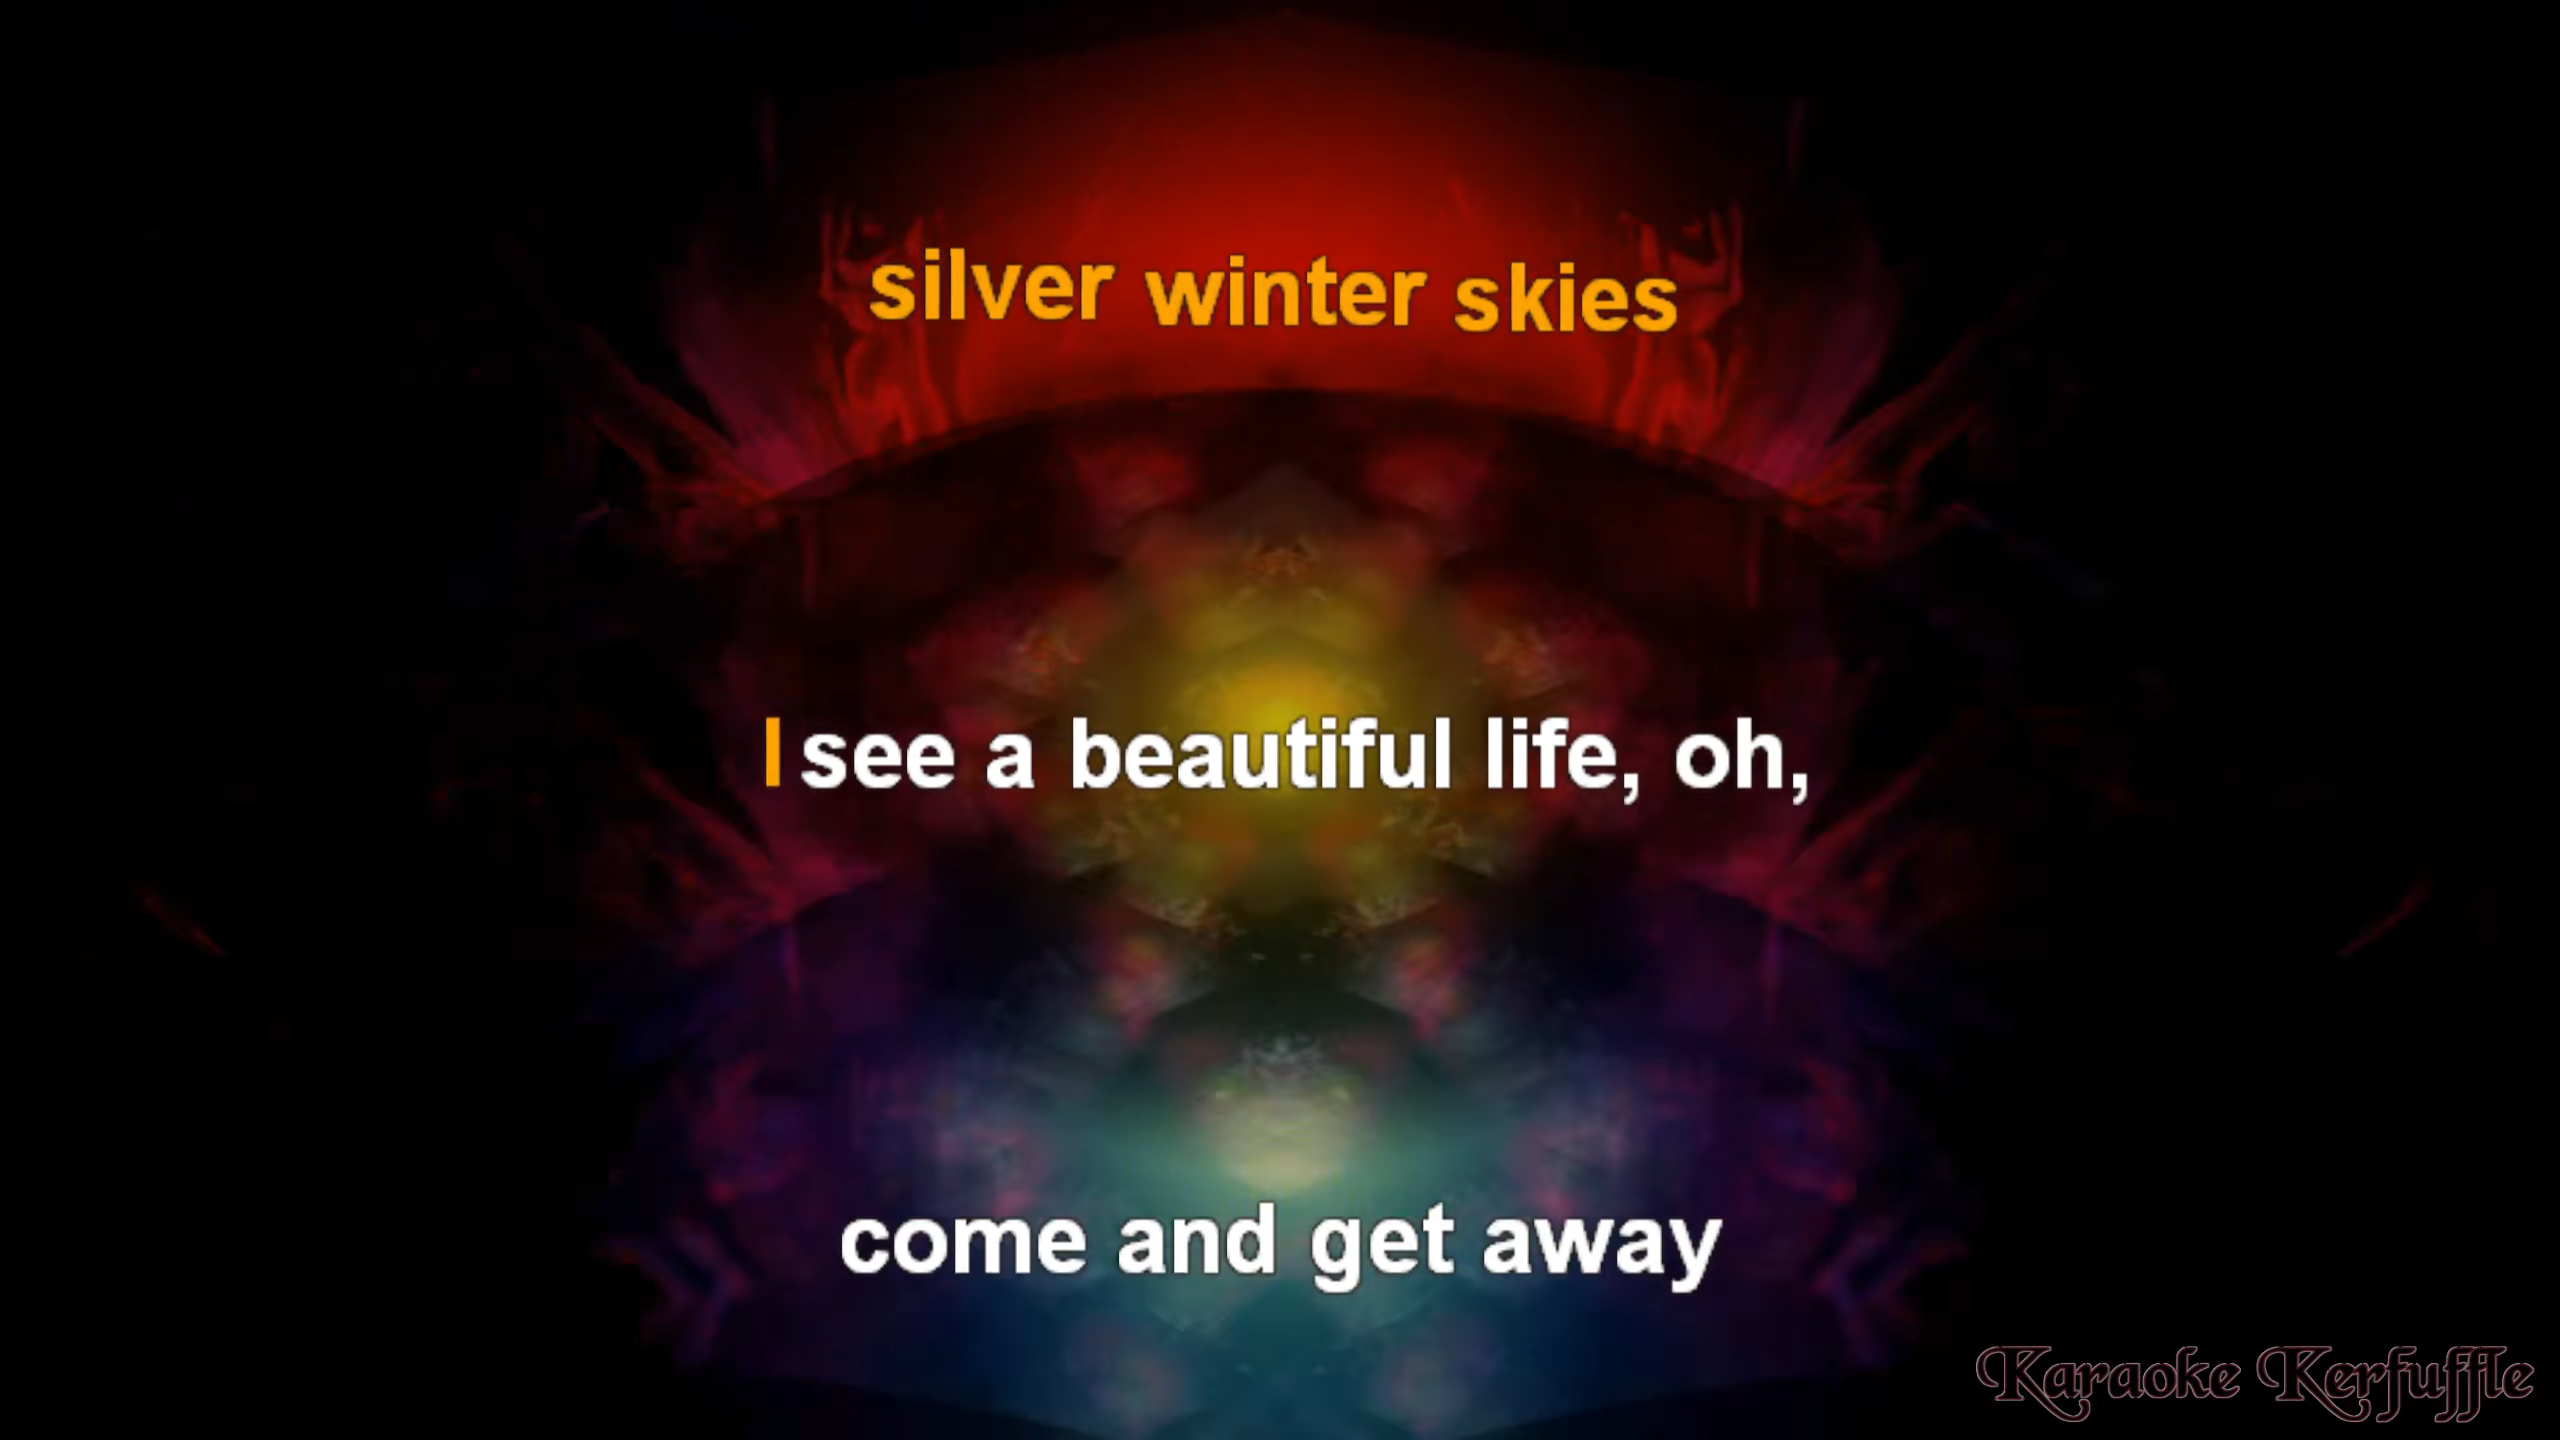 silver winter skies
I see a beautiful life, oh,
come and get away
Karaoke Kerfuffle